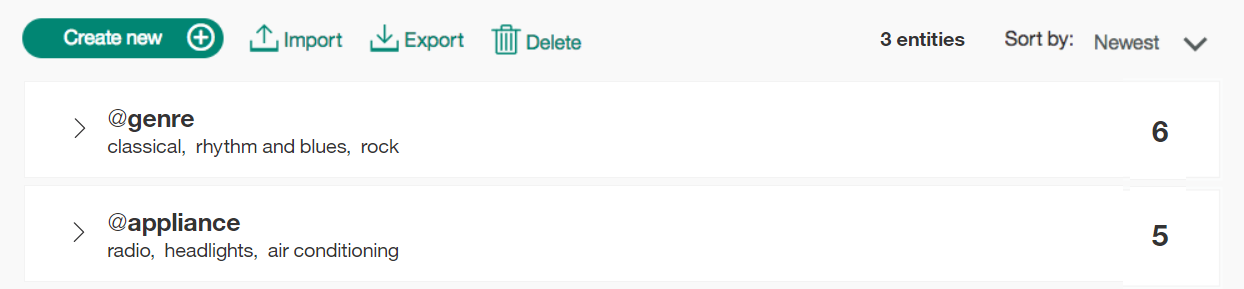 Create new Import Export Delete 3 entities Sort by: Newest
@genre
classical, rhythm and blues, rock
6
@appliance
radio, headlights, air conditioning
5